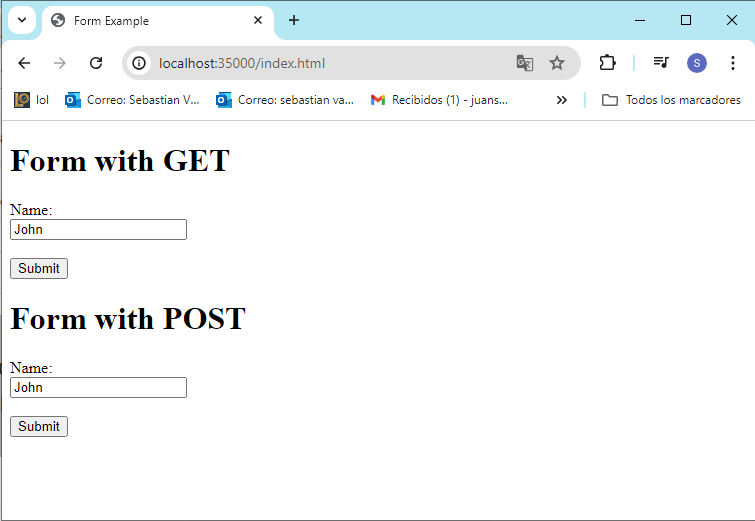 Form Example
localhost:35000/index.html
S
lol Correo: Sebastian V... Correo: sebastian va... Recibidos (1) - juans... Todos los marcadores
Form with GET
Name:
John
Submit
Form with POST
Name:
John
Submit